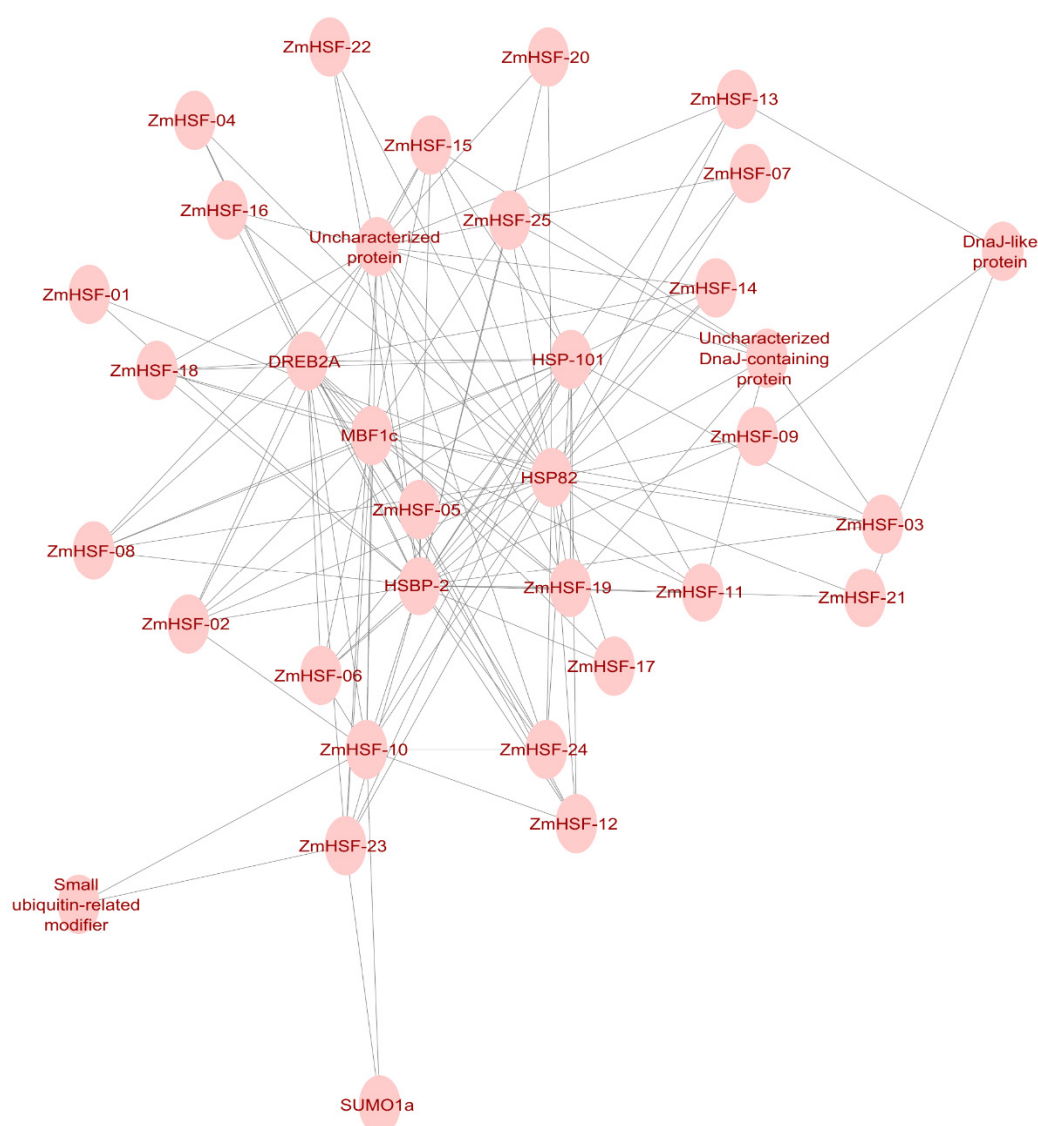 ZmHSF-22
ZmHSF-20
ZmHSF-13
ZmHSF-04
ZmHSF-15
ZmHSF-07
ZmHSF-16
ZmHSF-25
Uncharacterized
protein
DnaJ-like
protein
ZmHSF-01
ZmHSF-14
Uncharacterized
DnaJ-containing
protein
ZmHSF-18
DREB2A
HSP-101
MBF1c
ZmHSF-09
HSP82
ZmHSF-05
ZmHSF-03
ZmHSF-08
HSBP-2
ZmHSF-19
ZmHSF-11
ZmHSF-21
ZmHSF-02
ZmHSF-06
ZmHSF-17
ZmHSF-10
ZmHSF-24
ZmHSF-12
ZmHSF-23
Small
ubiquitin-related
modifier
SUMO1a